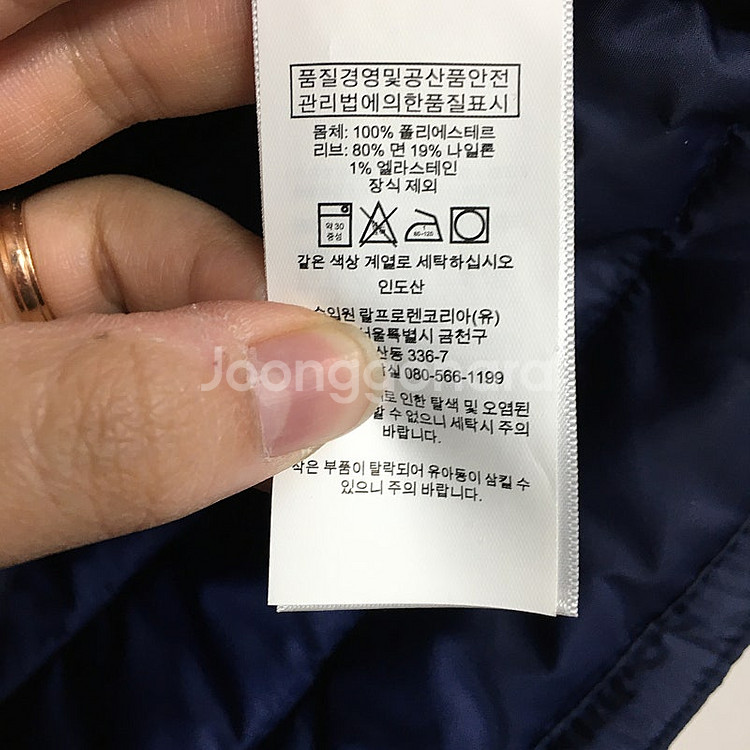 품질경영및공산품안전
관리법에의한품질표시
몸체: 100% 폴리에스테르
리브: 80% 면 19% 나일론
1% 엘라스테인
장식 제외
약 30
중성
같은 색상 계열로 세탁하십시오
인도산
수입원 랄프로렌코리아(유)
서울특별시 금천구
336-7
080-566-1199
인한 탈색 및 오염된
수 없으니 세탁시 주의
바랍니다.
작은 부품이 탈락되어 유아동이 삼킬 수
있으니 주의 바랍니다.
Joonggonara